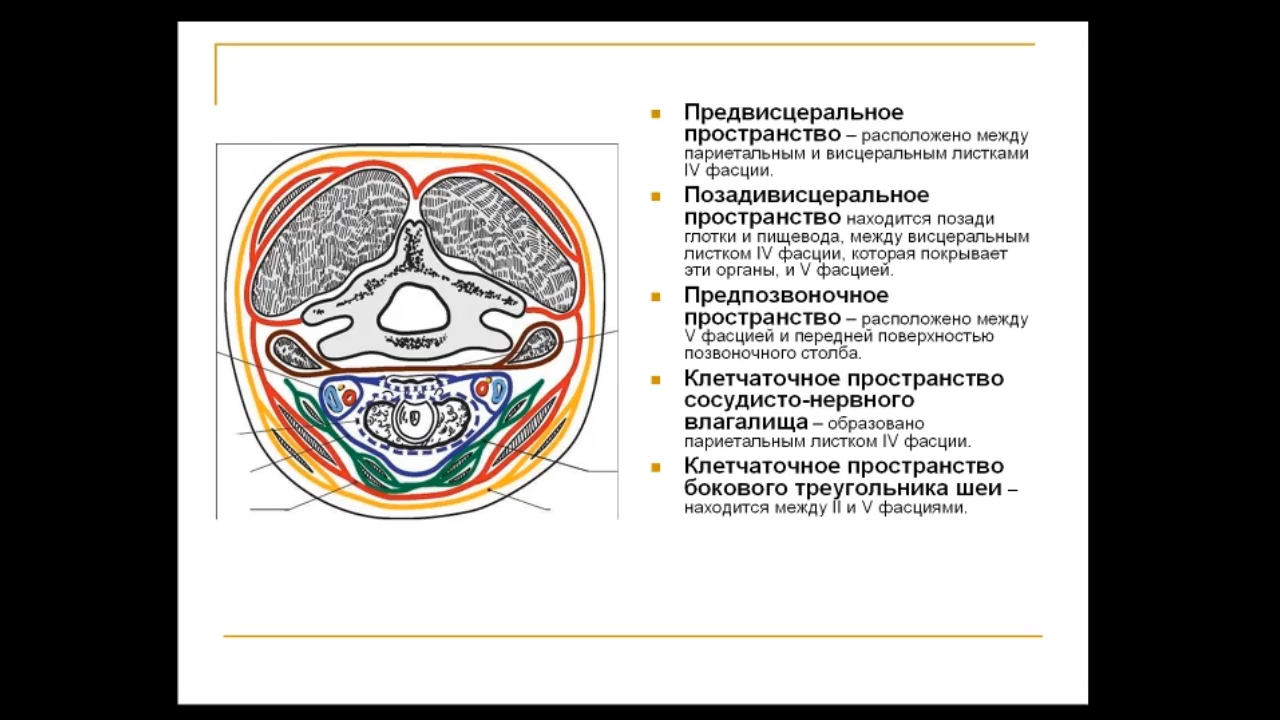 Предвисцеральное
пространство – расположено между
париетальным и висцеральным листками
IV фасции.
Позадивисцеральное
пространство находится позади
глотки и пищевода, между висцеральным
листком IV фасции, которая покрывает
эти органы, и V фасцией.
Предпозвоночное
пространство – расположено между
V фасцией и передней поверхностью
позвоночного столба.
Клетчаточное пространство
сосудисто-нервного
влагалища – образовано
париетальным листком IV фасции.
Клетчаточное пространство
бокового треугольника шеи –
находится между II и V фасциями.